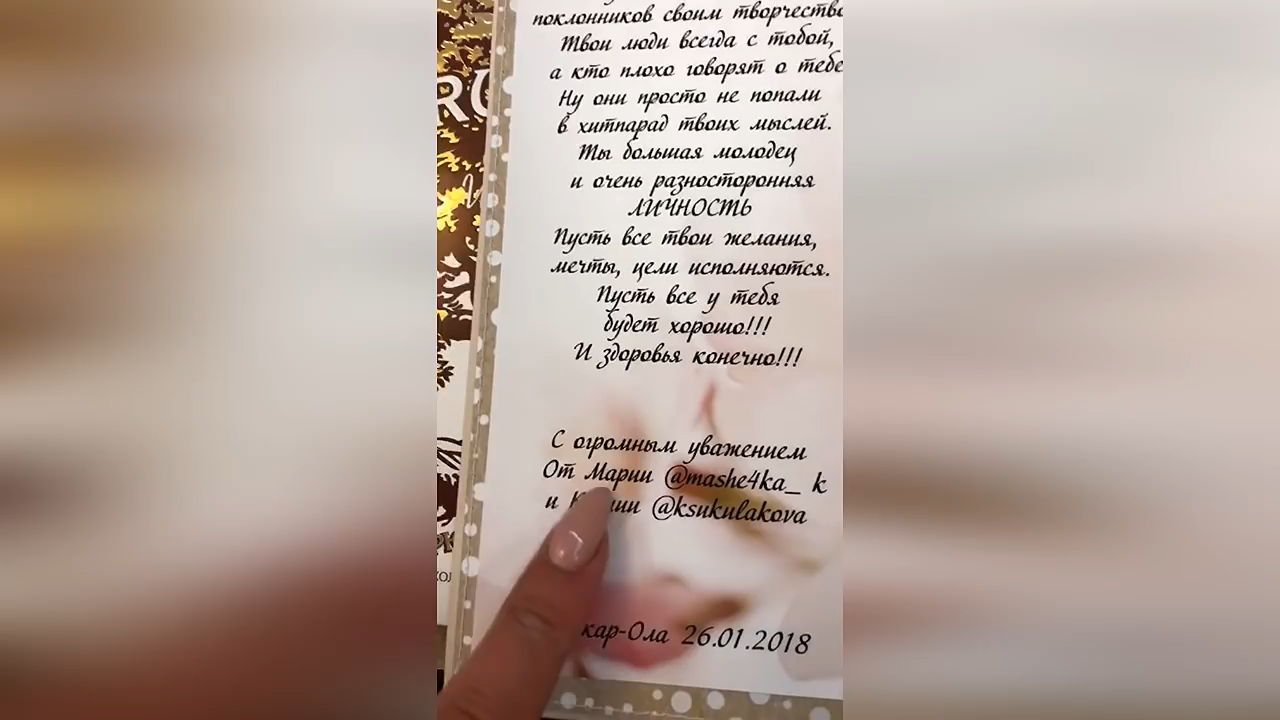 поклонников своим творчество
Твои люди всегда с тобой,
а кто плохо говорят о тебе
Ну они просто не попали
в хитпарад твоих мыслей.
Ты большая молодец
и очень разносторонняя
ЛИЧНОСТЬ
Пусть все твои желания,
мечты, цели исполняются.
Пусть все у тебя
будет хорошо!!!
И здоровья конечно!!!
С огромным уважением
От Марии @mashe4ka_ k
и @ksukulakova
кар-Ола 26.01.2018